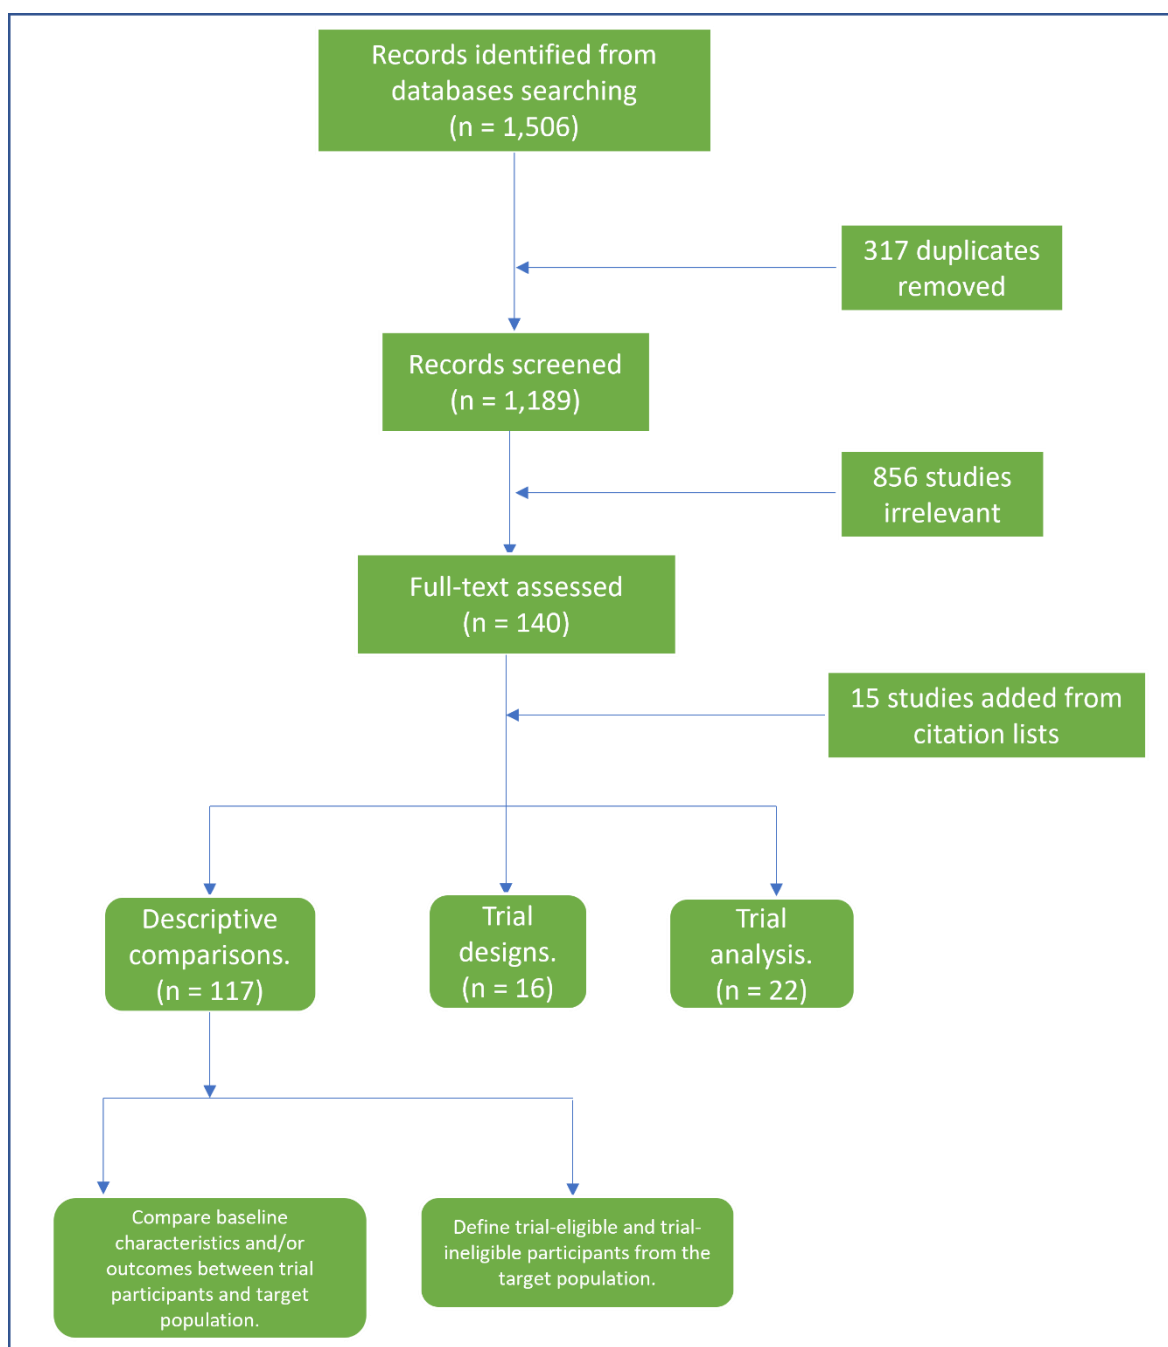 Records identified from
databases searching
(n = 1,506)
317 duplicates
removed
Records screened
(n = 1,189)
856 studies
irrelevant
Full-text assessed
(n = 140)
15 studies added from
citation lists
Descriptive
comparisons.
(n = 117)
Trial
designs.
(n = 16)
Trial
analysis.
(n = 22)
Compare baseline
characteristics and/or
outcomes between trial
participants and target
population.
Define trial-eligible and trial-
ineligible participants from the
target population.